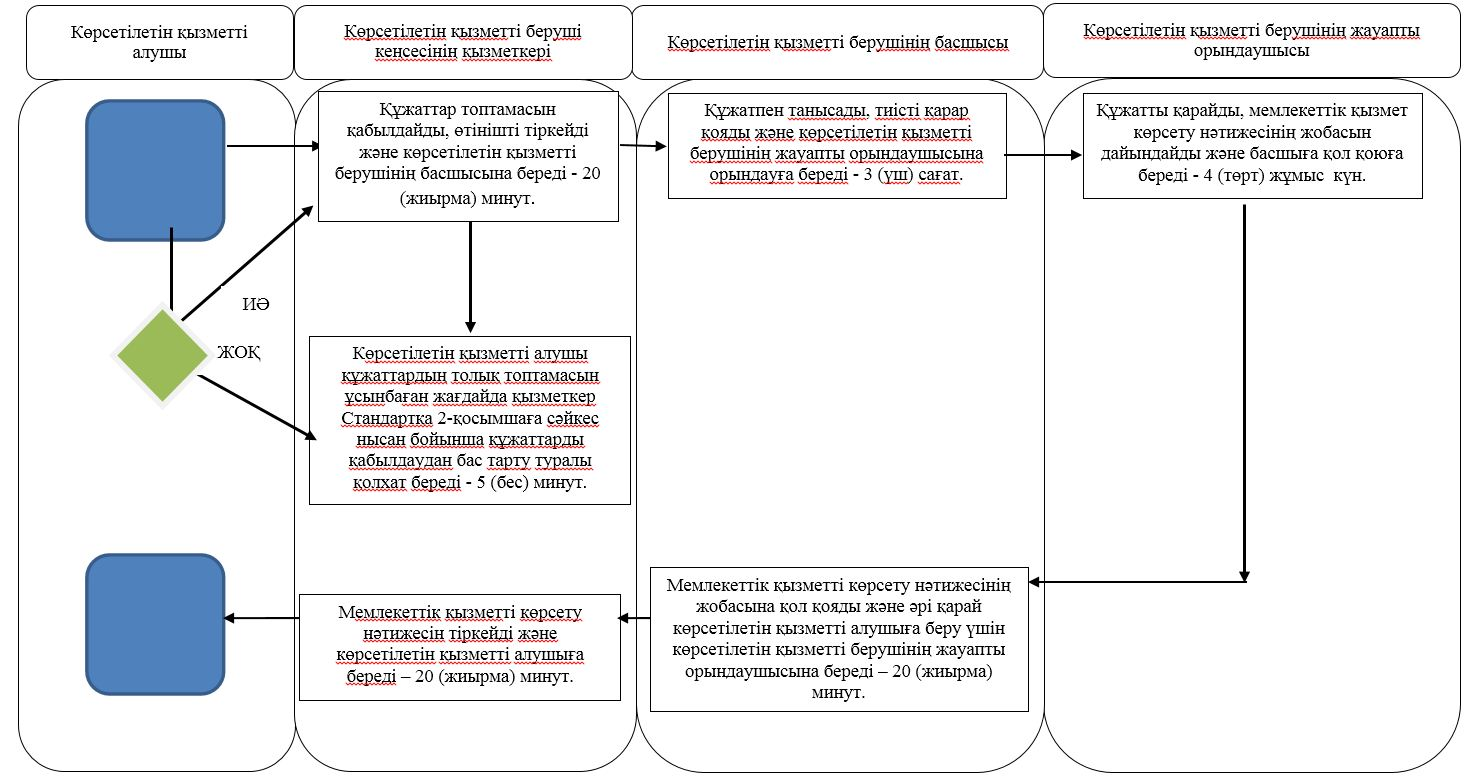 Көрсетілетін қызметті
алушы
Көрсетілетін қызметті беруші
кеңсесінің қызметкері
Көрсетілетін қызметті берушінің басшысы
Көрсетілетін қызметті берушінің жауапты
орындаушысы
Құжаттар топтамасын
қабылдайды, өтінішті тіркейді
және көрсетілетін қызметті
берушінің басшысына береді - 20
(жиырма) минут.
Құжатпен танысады, тиісті қарар
қояды және көрсетілетін қызметті
берушінің жауапты орындаушысына
орындауға береді - 3 (үш) сағат.
Құжатты қарайды, мемлекеттік қызмет
көрсету нәтижесінің жобасын
дайындайды және басшыға қол қоюға
береді - 4 (төрт) жұмыс күн.
ИӘ
ЖОҚ
Көрсетілетін қызметті алушы
құжаттардың толық топтамасын
ұсынбаған жағдайда қызметкер
Стандартқа 2-қосымшаға сәйкес
нысан бойынша құжаттарды
қабылдаудан бас тарту туралы
қолхат береді - 5 (бес) минут.
Мемлекеттік қызметті көрсету
нәтижесін тіркейді және
көрсетілетін қызметті алушыға
береді – 20 (жиырма) минут.
Мемлекеттік қызметті көрсету нәтижесінің
жобасына қол қояды және әрі қарай
көрсетілетін қызметті алушыға беру үшін
көрсетілетін қызметті берушінің жауапты
орындаушысына береді – 20 (жиырма)
минут.